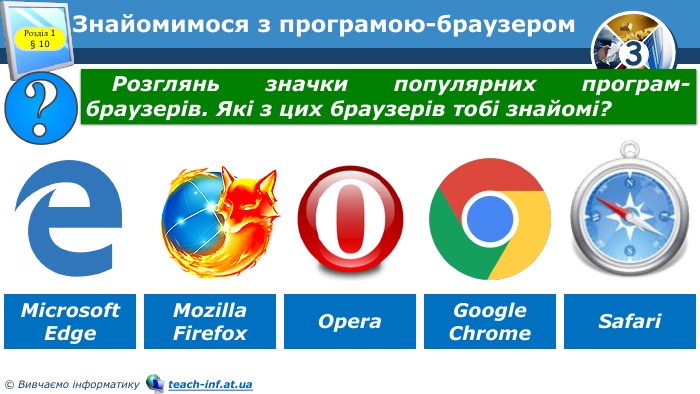 Розділ 1
§ 10
Знайомимося з програмою-браузером
3
Розглянь значки популярних програм-
браузерів. Які з цих браузерів тобі знайомі?
?
N
Microsoft
Edge
Mozilla
Firefox
Opera
Google
Chrome
Safari
© Вивчаємо інформатику teach-inf.at.ua